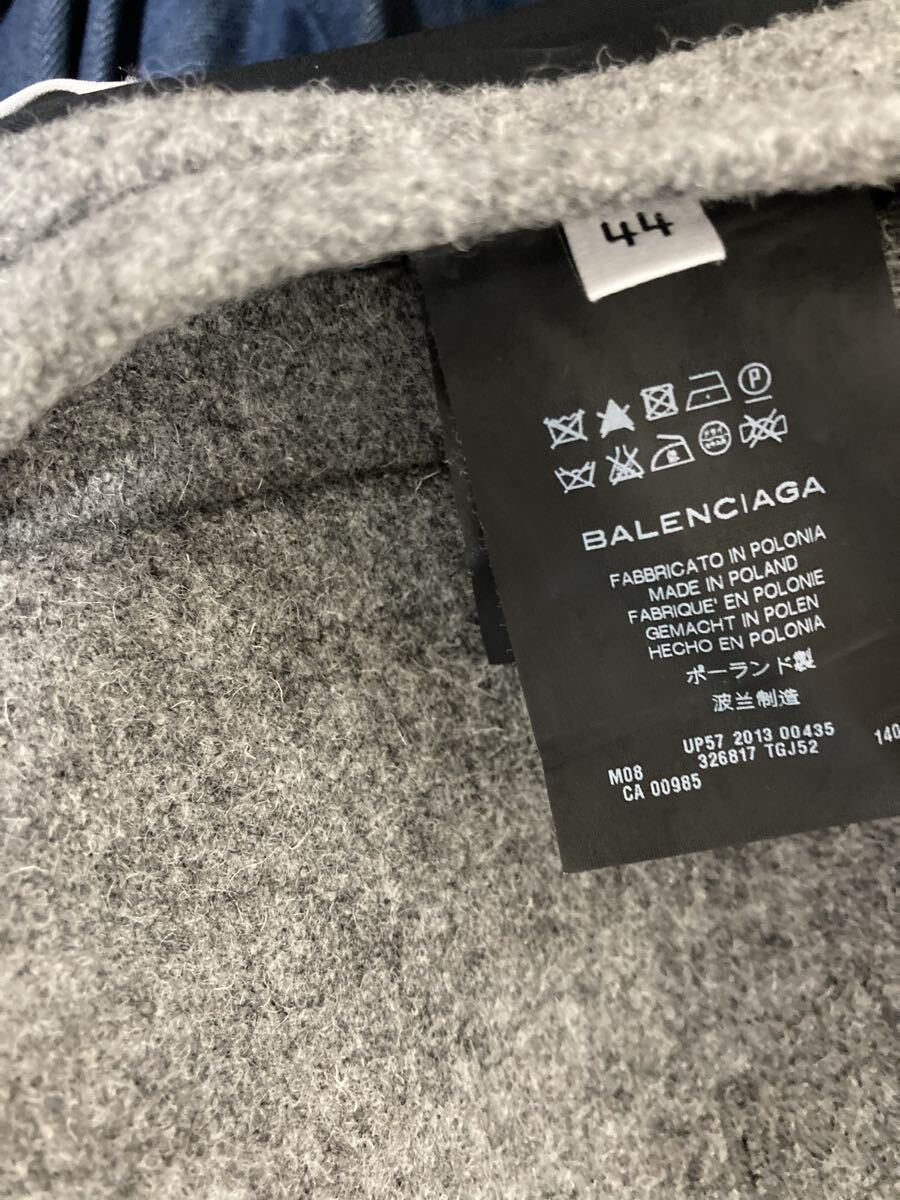 44
P
BALENCIAGA
FABBRICATO IN POLONIA
MADE IN POLAND
FABRIQUE' EN POLONIE
GEMACHT IN POLEN
HECHO EN POLONIA
ポーランド製
波兰制造
UP57 2013 00435
M08 326817 TGJ52 140
CA 00985